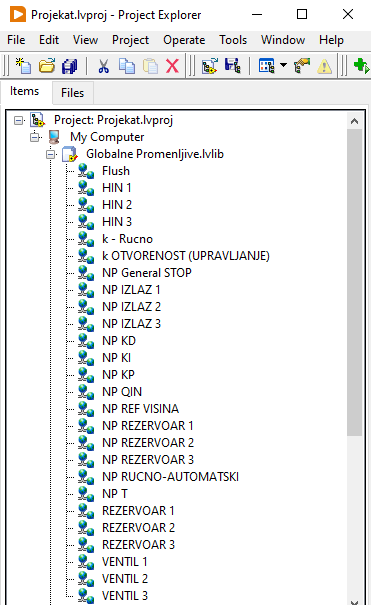 Projekat.lvproj - Project Explorer
File Edit View Project Operate Tools Window Help
Items Files
Project: Projekat.lvproj
My Computer
Globalne Promenljive.lvlib
Flush
HIN 1
HIN 2
HIN 3
k - Rucno
k OTVORENOST (UPRAVLJANJE)
NP General STOP
NP IZLAZ 1
NP IZLAZ 2
NP IZLAZ 3
NP KD
NP KI
NP KP
NP QIN
NP REF VISINA
NP REZERVOAR 1
NP REZERVOAR 2
NP REZERVOAR 3
NP RUCNO-AUTOMATSKI
NP T
REZERVOAR 1
REZERVOAR 2
REZERVOAR 3
VENTIL 1
VENTIL 2
VENTIL 3